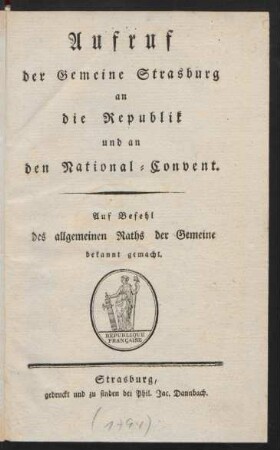 Aufruf
der Gemeine Strasburg
an
die Republik
und an
den National-Convent.
Auf Befehl
des allgemeinen Raths der Gemeine
bekannt gemacht.
REPUBLIQUE
FRANÇAISE
Strasburg,
gedruckt und zu finden bei Phil. Jac. Dannbach.
(1794)